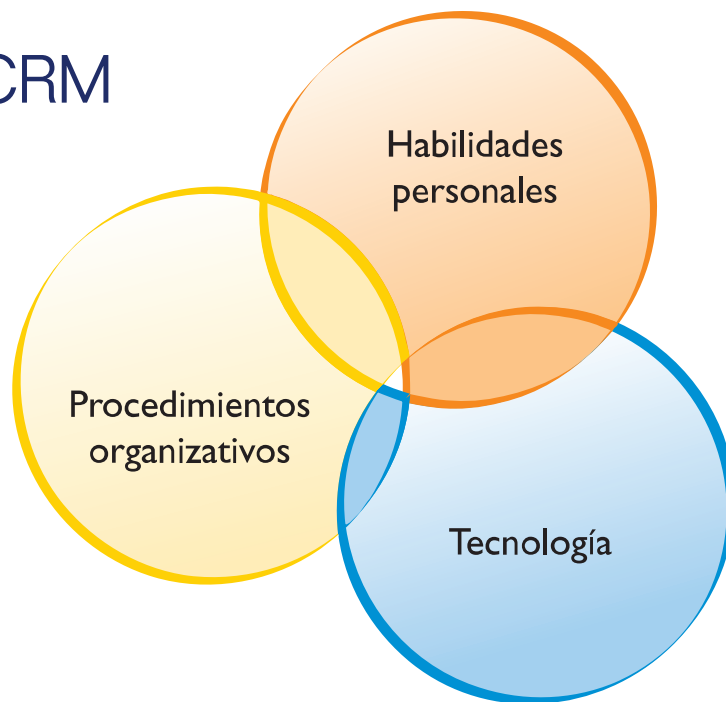 CRM
Habilidades
personales
Procedimientos
organizativos
Tecnología